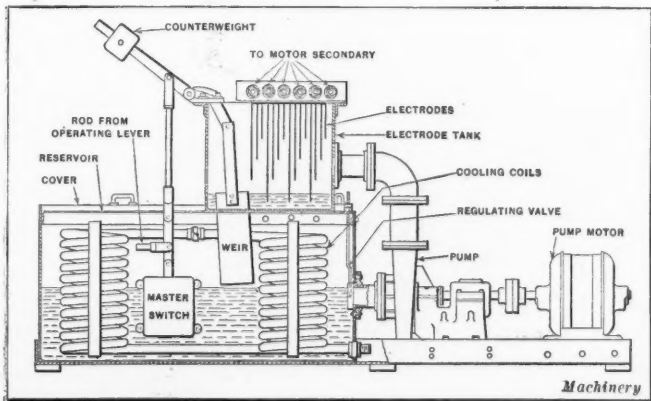 COUNTERWEIGHT
TO MOTOR SECONDARY
ROD FROM
OPERATING LEVER
RESERVOIR
COVER
ELECTRODES
ELECTRODE TANK
COOLING COILS
REGULATING VALVE
PUMP MOTOR
PUMP
WEIR
MASTER
SWITCH
Machinery